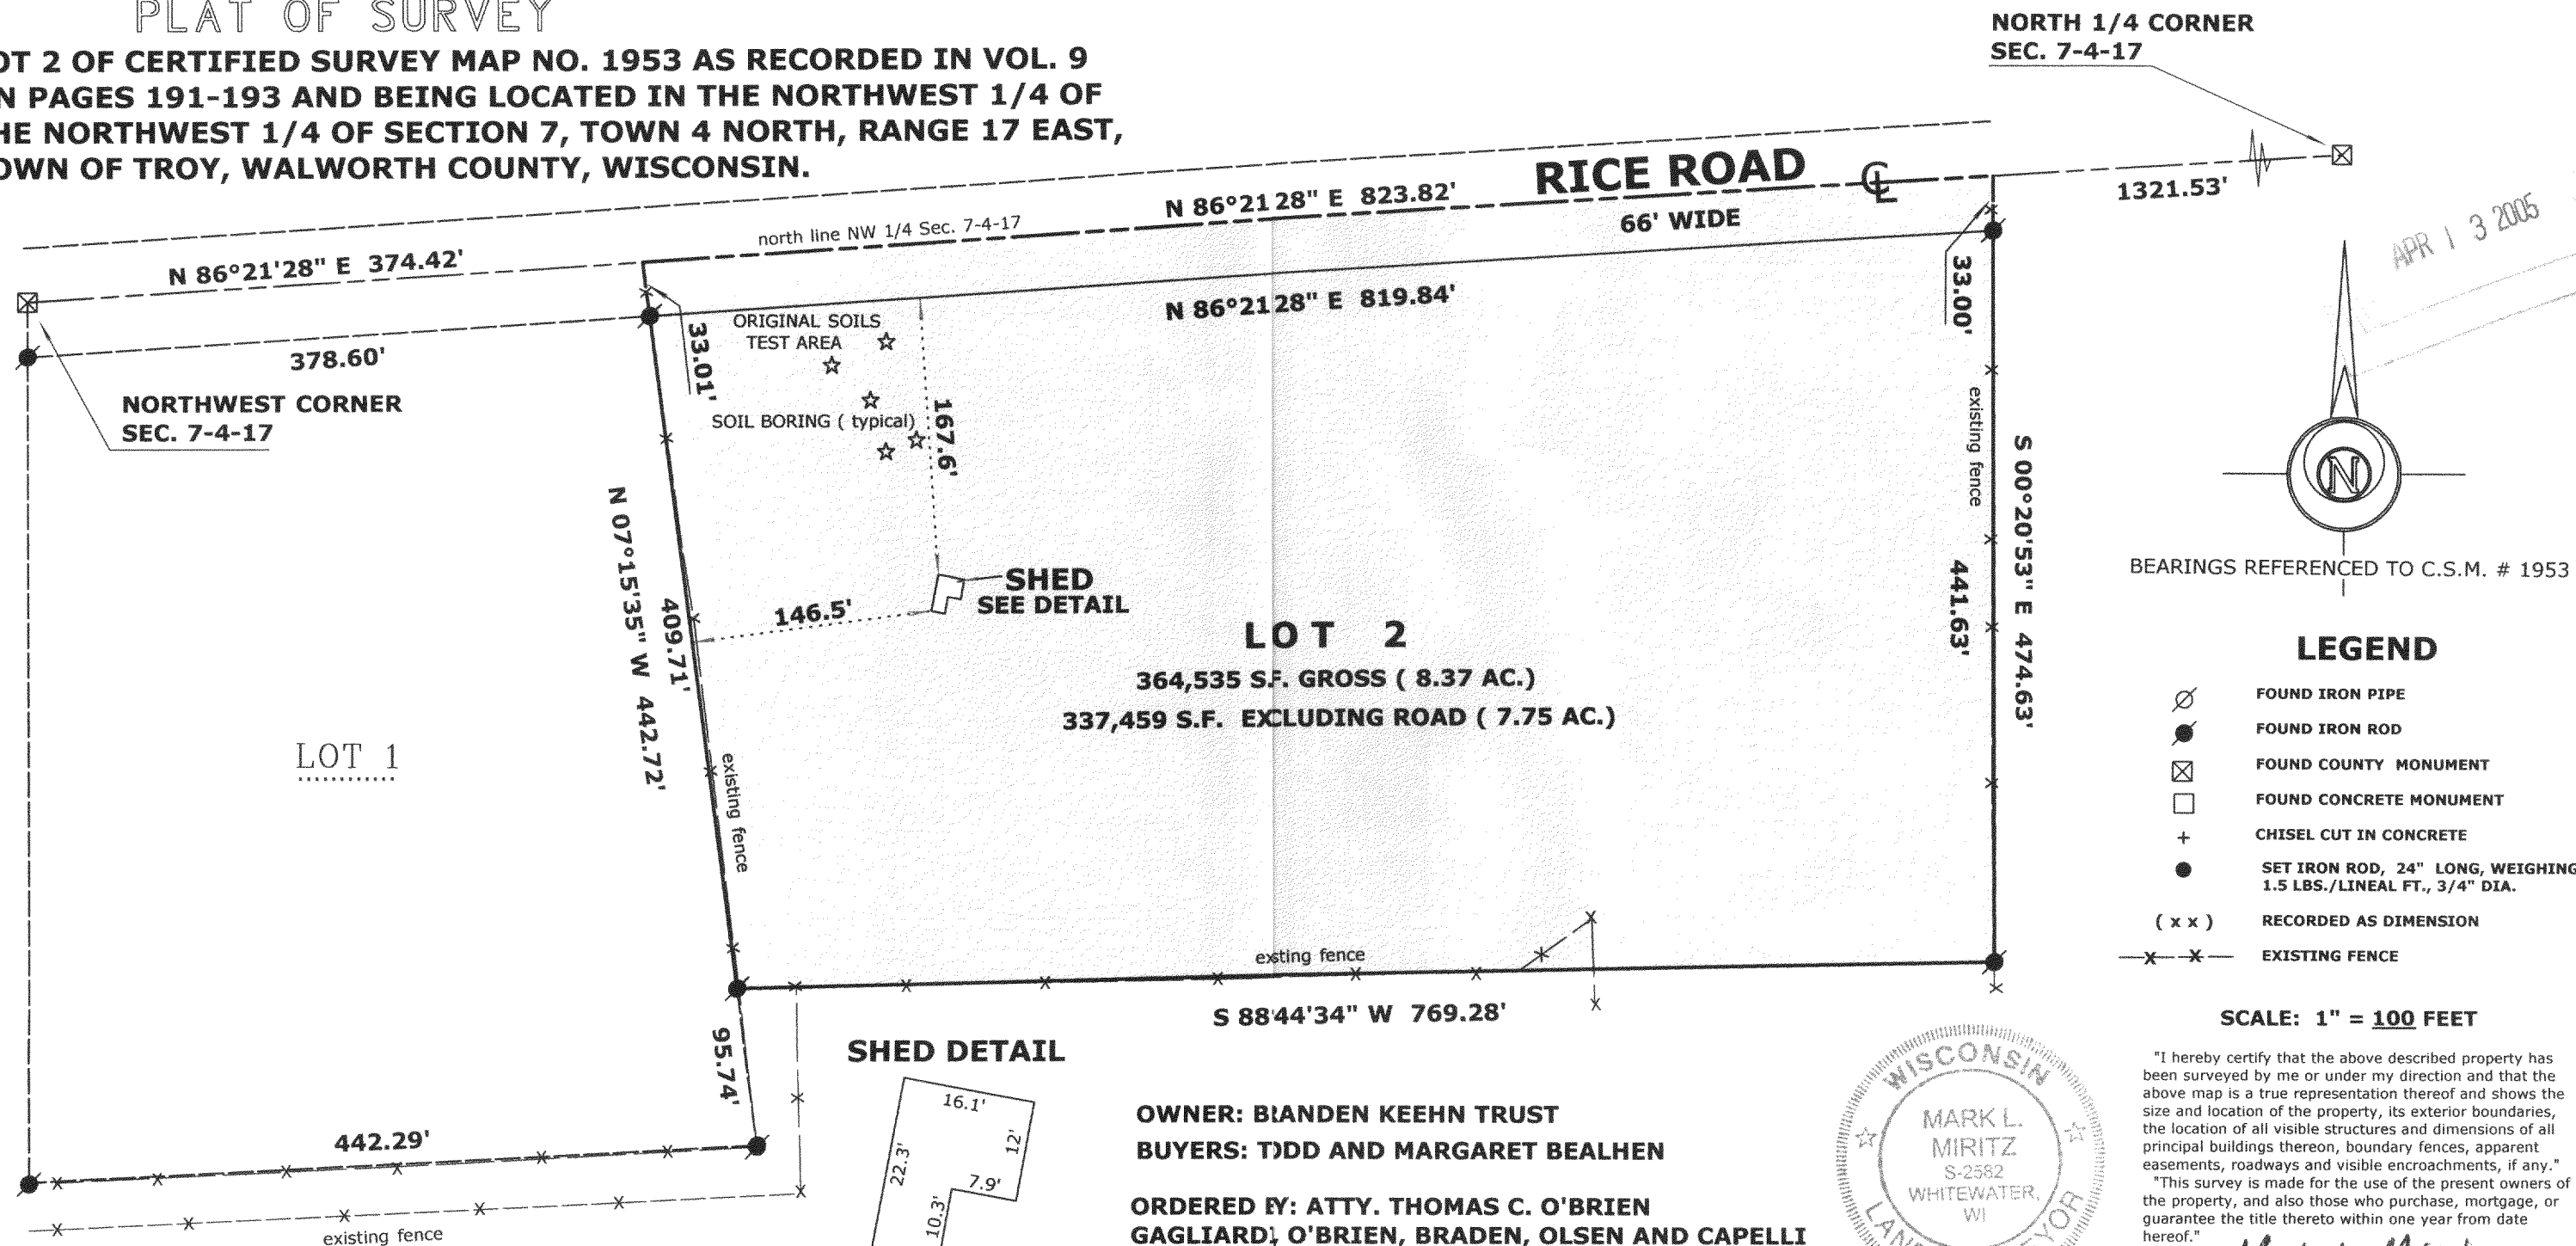 PLAT OF SURVEY
OT 2 OF CERTIFIED SURVEY MAP NO. 1953 AS RECORDED IN VOL. 9
N PAGES 191-193 AND BEING LOCATED IN THE NORTHWEST 1/4 OF
HE NORTHWEST 1/4 OF SECTION 7, TOWN 4 NORTH, RANGE 17 EAST,
OWN OF TROY, WALWORTH COUNTY, WISCONSIN.
NORTH 1/4 CORNER
SEC. 7-4-17
RICE ROAD
CL
66' WIDE
1321.53'
APR 13 2005
N 86°21'28" E 374.42'
north line NW 1/4 Sec. 7-4-17
N 86°21 28" E 823.82'
N 86°21 28" E 819.84'
378.60'
NORTHWEST CORNER
SEC. 7-4-17
33.01'
ORIGINAL SOILS
TEST AREA
SOIL BORING ( typical)
167.6'
33.00'
existing fence
S 00°20'53" E 474.63'
441.63'
N 07°15'35" W 442.72'
409.71'
146.5'
SHED
SEE DETAIL
LOT 2
364,535 S.F. GROSS ( 8.37 AC.)
337,459 S.F. EXCLUDING ROAD ( 7.75 AC.)
LOT 1
existing fence
exsting fence
S 88 44'34" W 769.28'
95.74'
442.29'
existing fence
SHED DETAIL
16.1'
12'
22.3'
7.9'
10.3'
OWNER: BANDEN KEEHN TRUST
BUYERS: TODD AND MARGARET BEALHEN
ORDERED BY: ATTY. THOMAS C. O'BRIEN
GAGLIARDI, O'BRIEN, BRADEN, OLSEN AND CAPELLI
WISCONSIN
MARK L.
MIRITZ
S-2582
WHITEWATER,
WI
N
BEARINGS REFERENCED TO C.S.M. # 1953
LEGEND
FOUND IRON PIPE
FOUND IRON ROD
FOUND COUNTY MONUMENT
FOUND CONCRETE MONUMENT
+ CHISEL CUT IN CONCRETE
SET IRON ROD, 24" LONG, WEIGHING
1.5 LBS./LINEAL FT., 3/4" DIA.
( x x ) RECORDED AS DIMENSION
—x—x— EXISTING FENCE
SCALE: 1" = 100 FEET
"I hereby certify that the above described property has
been surveyed by me or under my direction and that the
above map is a true representation thereof and shows the
size and location of the property, its exterior boundaries,
the location of all visible structures and dimensions of all
principal buildings thereon, boundary fences, apparent
easements, roadways and visible encroachments, if any."
"This survey is made for the use of the present owners of
the property, and also those who purchase, mortgage, or
guarantee the title thereto within one year from date
hereof."